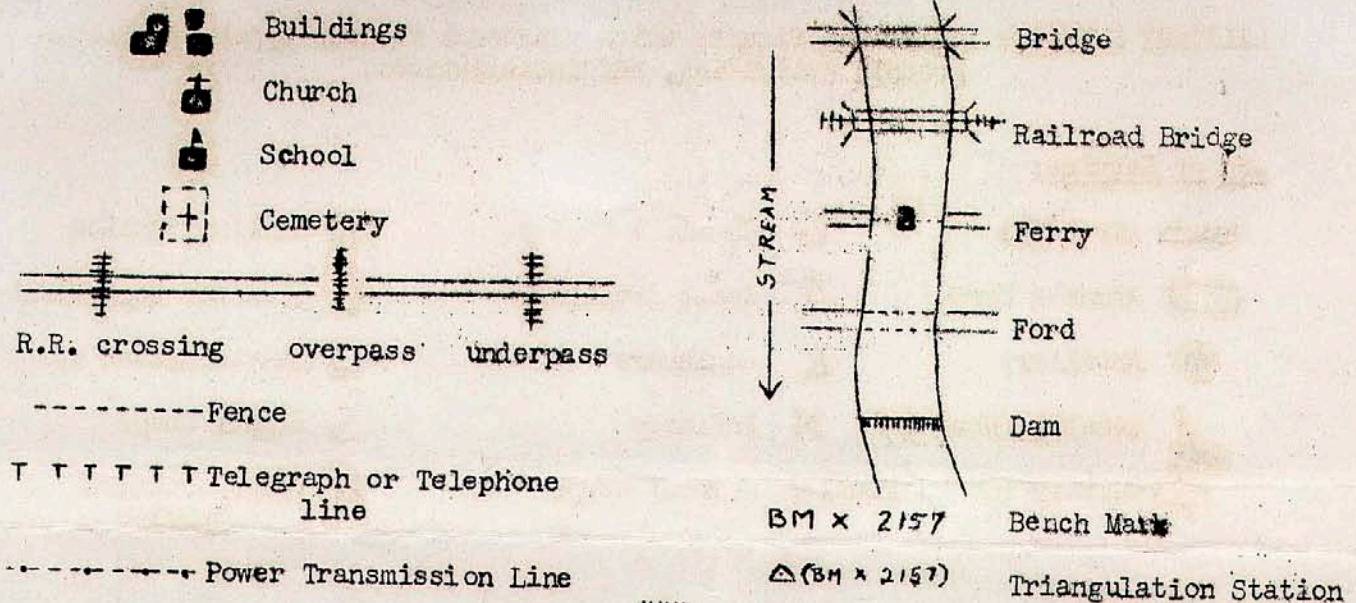 Buildings
Church
School
Cemetery
R.R. crossing overpass underpass
Fence
T T T T T T Telegraph or Telephone
line
Power Transmission Line
STREAM
Bridge
Railroad Bridge
Ferry
Ford
Dam
BM x 2157 Bench Mark
(BM x 2157) Triangulation Station